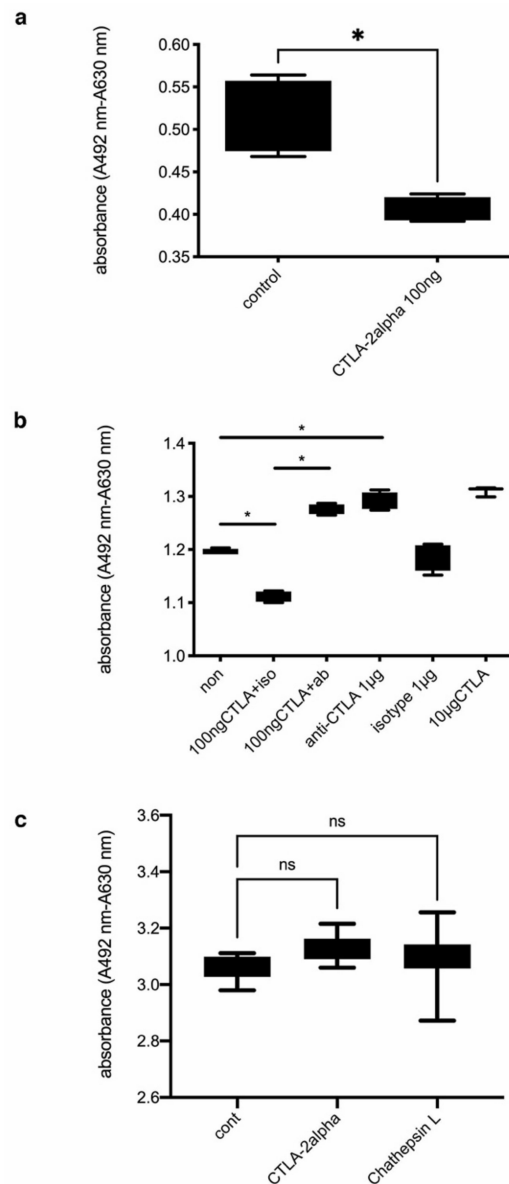 a
*
absorbance (A492 nm-A630 nm)
0.60
0.55
0.50
0.45
0.40
0.35
control
CTLA-2alpha 100ng
b
*
*
*
absorbance (A492 nm-A630 nm)
1.4
1.3
1.2
1.1
1.0
non
100ngCTLA+iso
100ngCTLA+ab
anti-CTLA 1µg
isotype 1µg
10µgCTLA
c
ns
ns
absorbance (A492 nm-A630 nm)
3.6
3.4
3.2
3.0
2.8
2.6
cont
CTLA-2alpha
Chathepsin L